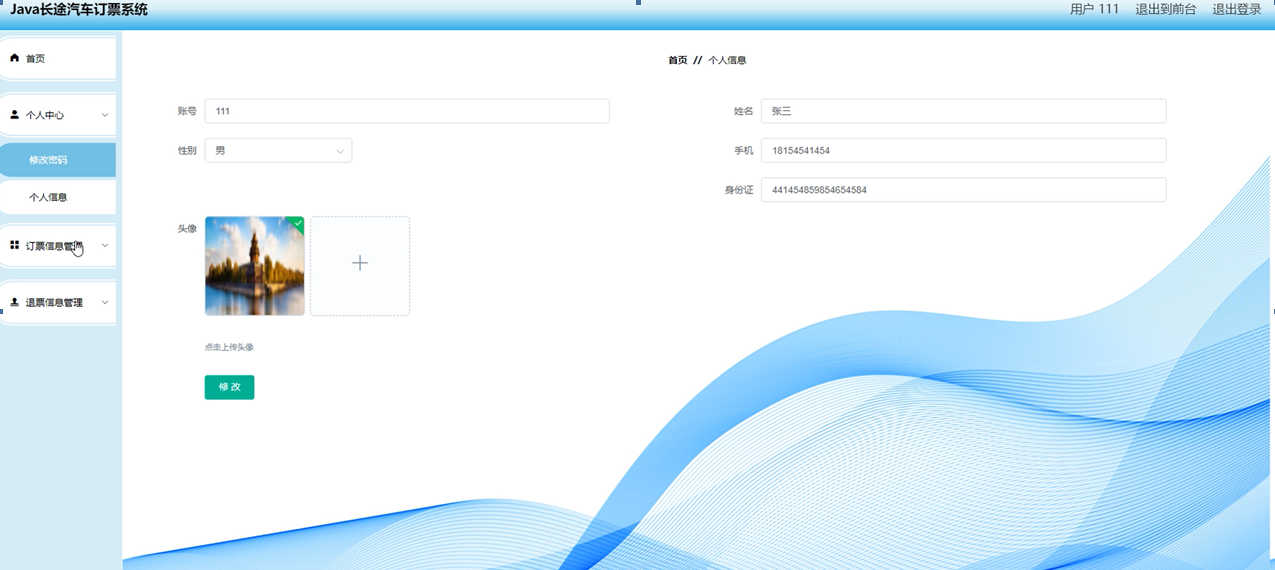 Java长途汽车订票系统
用户 111 退出到前台 退出登录
首页
首页 // 个人信息
个人中心
修改密码
个人信息
订票信息管理
退票信息管理
账号 111
姓名 张三
性别 男
手机 18154541454
身份证 441454859854654584
头像
点击上传头像
修 改